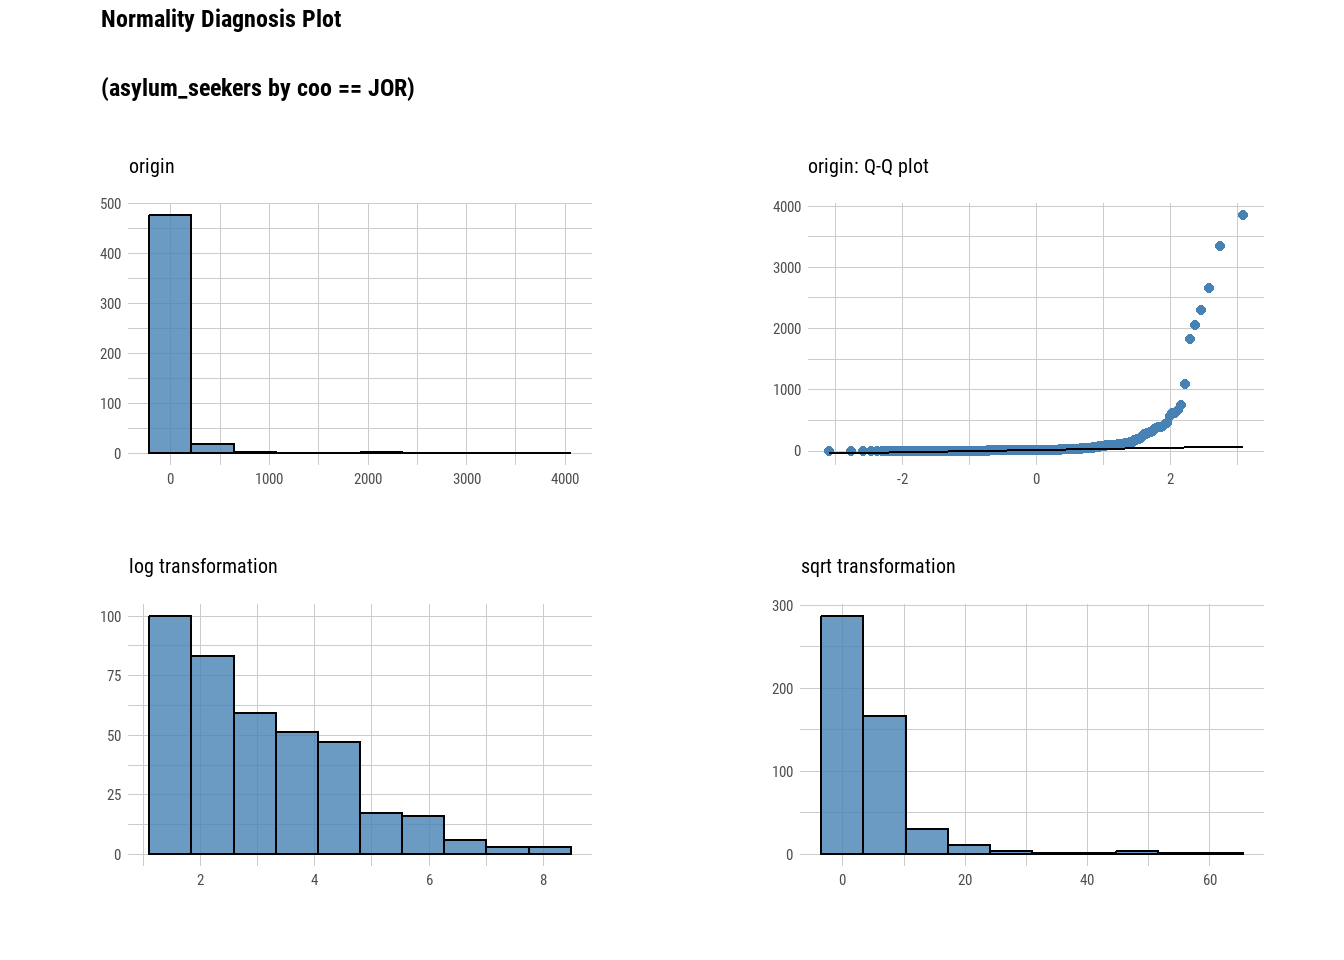 Normality Diagnosis Plot
(asylum_seekers by coo == JOR)
origin
500
400
300
200
100
0
0 1000 2000 3000 4000
origin: Q-Q plot
4000
3000
2000
1000
0
-2 0 2
log transformation
100
75
50
25
0
2 4 6 8
sqrt transformation
300
200
100
0
0 20 40 60